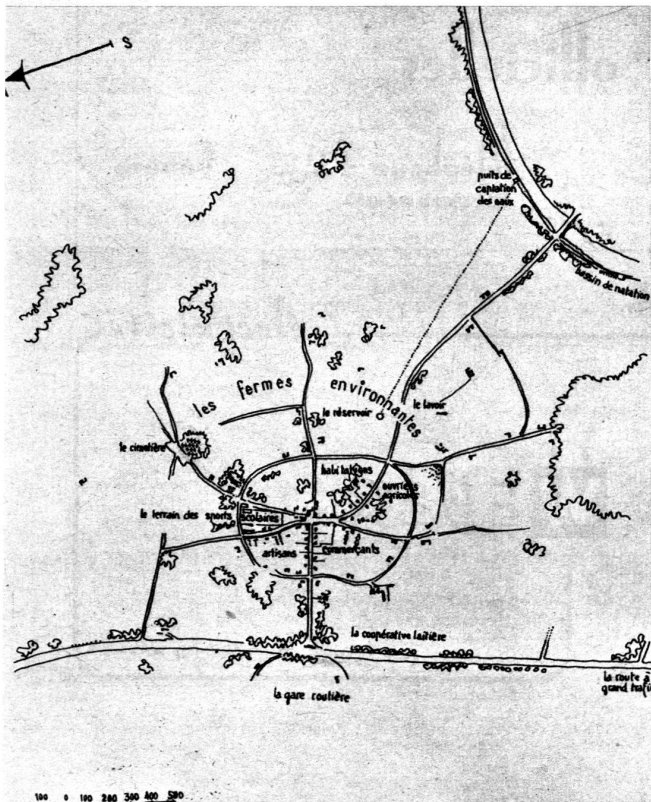 S
puits de
captation
des eaux
bassin de natation
les fermes environnantes
le réservoir
le lavoir
le cimetière
habitations
ouvriers
agricoles
le terrain des sports
scolaires
artisans
commerçants
la coopérative laitière
la route à
grand trafic
la gare routière
100 0 100 200 300 400 500